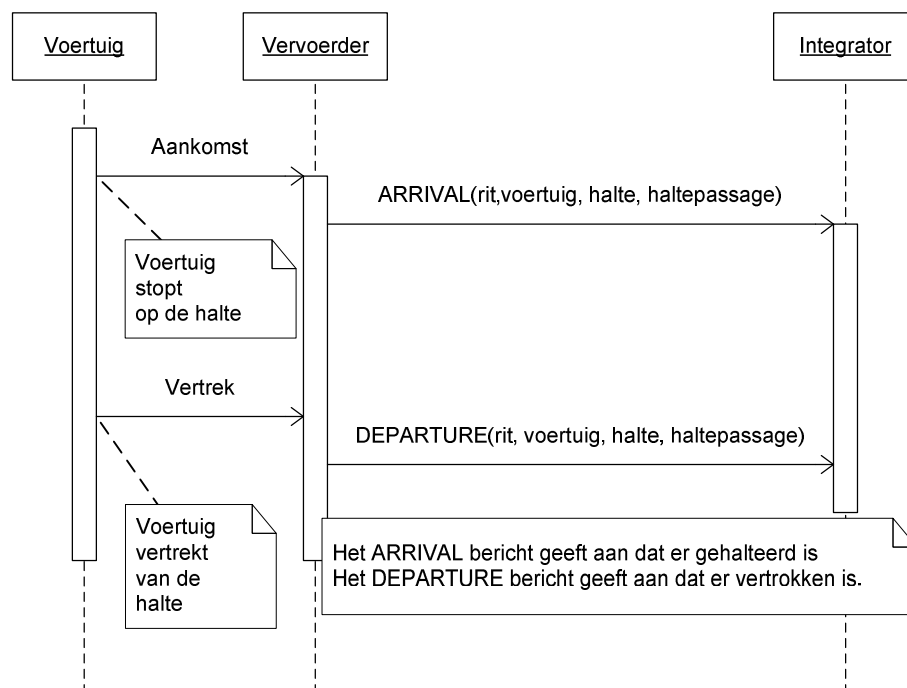 Voertuig
Vervoerder
Integrator
Aankomst
ARRIVAL(rit,voertuig, halte, haltepassage)
Voertuig
stopt
op de halte
Vertrek
DEPARTURE(rit, voertuig, halte, haltepassage)
Voertuig
vertrekt
van de
halte
Het ARRIVAL bericht geeft aan dat er gehalteerd is
Het DEPARTURE bericht geeft aan dat er vertrokken is.